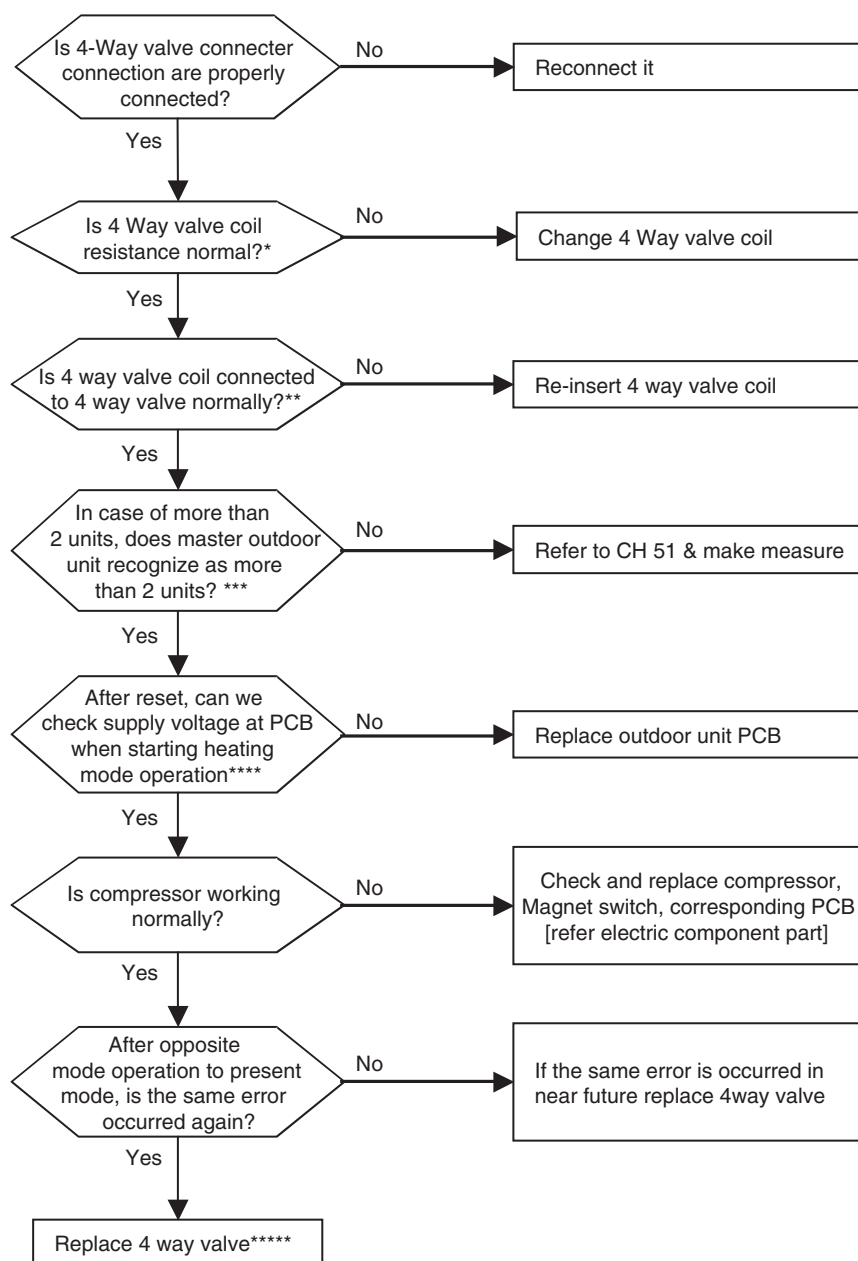 Is 4-Way valve connecter
connection are properly
connected?
No
Reconnect it
Yes
Is 4 Way valve coil
resistance normal?*
No
Change 4 Way valve coil
Yes
Is 4 way valve coil connected
to 4 way valve normally?**
No
Re-insert 4 way valve coil
Yes
In case of more than
2 units, does master outdoor
unit recognize as more
than 2 units? ***
No
Refer to CH 51 & make measure
Yes
After reset, can we
check supply voltage at PCB
when starting heating
mode operation****
No
Replace outdoor unit PCB
Yes
Is compressor working
normally?
No
Check and replace compressor,
Magnet switch, corresponding PCB
[refer electric component part]
Yes
After opposite
mode operation to present
mode, is the same error
occurred again?
No
If the same error is occurred in
near future replace 4way valve
Yes
Replace 4 way valve*****